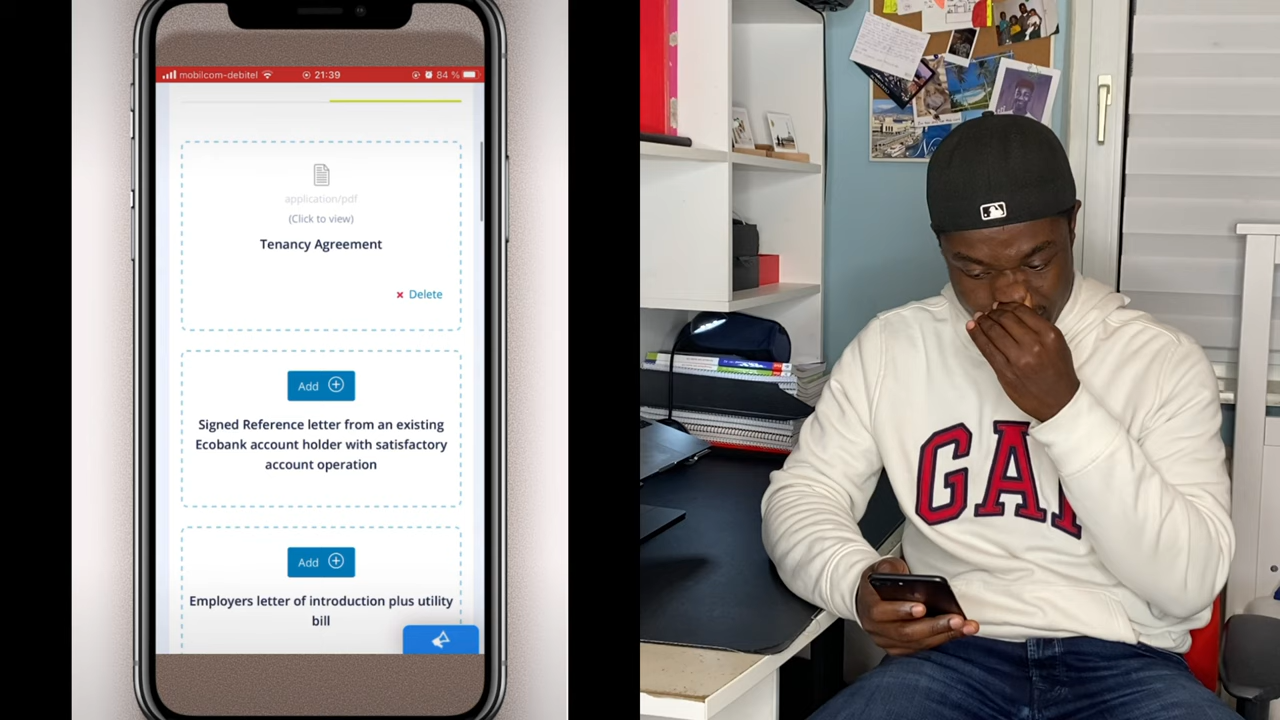 mobilcom-debitel
21:39
84 %
application/pdf
(Click to view)
Tenancy Agreement
× Delete
Add
Signed Reference letter from an existing
Ecobank account holder with satisfactory
account operation
Add
Employers letter of introduction plus utility
bill
GAP